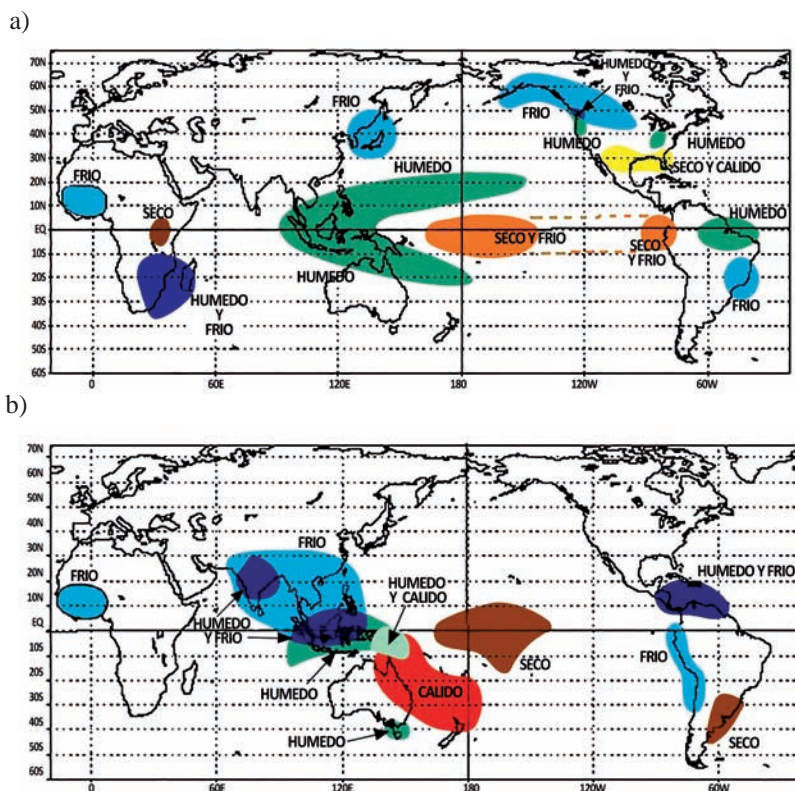 a)
70N
60N
50N
40N
30N
20N
10N
EQ
10S
20S
30S
40S
50S
60S
0
60E
120E
180
120W
60W
FRIO
SECO
HUMEDO
Y
FRIO
FRIO
HUMEDO
HUMEDO
SECO Y FRIO
HUMEDO
Y
FRIO
FRIO
HUMEDO
HUMEDO
SECO Y CALIDO
SECO
Y FRIO
HUMEDO
FRIO
b)
70N
60N
50N
40N
30N
20N
10N
EQ
10S
20S
30S
40S
50S
60S
0
60E
120E
180
120W
60W
FRIO
FRIO
HUMEDO
Y FRIO
HUMEDO
Y CALIDO
HUMEDO
CALIDO
HUMEDO
SECO
HUMEDO Y FRIO
FRIO
SECO